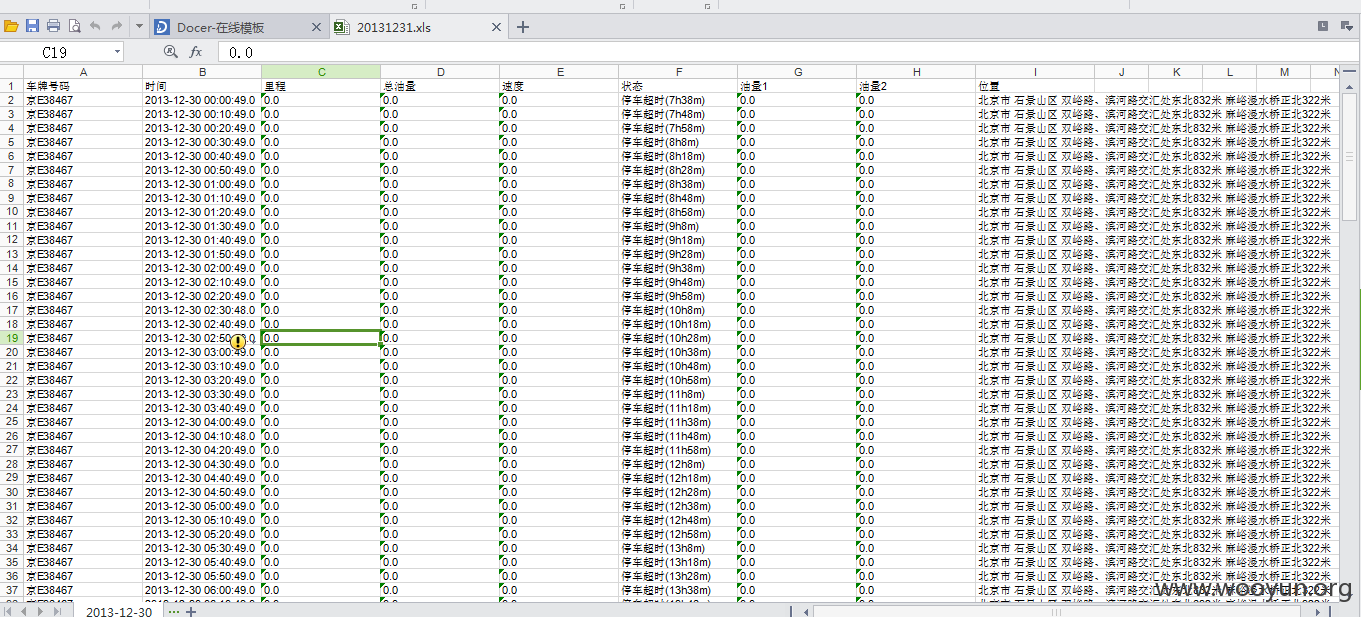 Docer-在线模板 20131231.xls
C19 fx 0.0
A B C D E F G H I J K L M N
1 车牌号码 时间 里程 总油量 速度 状态 油量1 油量2 位置
2 京E38467 2013-12-30 00:00:49.0 0.0 0.0 0.0 停车超时(7h38m) 0.0 0.0 北京市 石景山区 双峪路、滨河路交汇处东北832米 麻峪漫水桥正北322米
3 京E38467 2013-12-30 00:10:49.0 0.0 0.0 0.0 停车超时(7h48m) 0.0 0.0 北京市 石景山区 双峪路、滨河路交汇处东北832米 麻峪漫水桥正北322米
4 京E38467 2013-12-30 00:20:49.0 0.0 0.0 0.0 停车超时(7h58m) 0.0 0.0 北京市 石景山区 双峪路、滨河路交汇处东北832米 麻峪漫水桥正北322米
5 京E38467 2013-12-30 00:30:49.0 0.0 0.0 0.0 停车超时(8h8m) 0.0 0.0 北京市 石景山区 双峪路、滨河路交汇处东北832米 麻峪漫水桥正北322米
6 京E38467 2013-12-30 00:40:49.0 0.0 0.0 0.0 停车超时(8h18m) 0.0 0.0 北京市 石景山区 双峪路、滨河路交汇处东北832米 麻峪漫水桥正北322米
7 京E38467 2013-12-30 00:50:49.0 0.0 0.0 0.0 停车超时(8h28m) 0.0 0.0 北京市 石景山区 双峪路、滨河路交汇处东北832米 麻峪漫水桥正北322米
8 京E38467 2013-12-30 01:00:49.0 0.0 0.0 0.0 停车超时(8h38m) 0.0 0.0 北京市 石景山区 双峪路、滨河路交汇处东北832米 麻峪漫水桥正北322米
9 京E38467 2013-12-30 01:10:49.0 0.0 0.0 0.0 停车超时(8h48m) 0.0 0.0 北京市 石景山区 双峪路、滨河路交汇处东北832米 麻峪漫水桥正北322米
10 京E38467 2013-12-30 01:20:49.0 0.0 0.0 0.0 停车超时(8h58m) 0.0 0.0 北京市 石景山区 双峪路、滨河路交汇处东北832米 麻峪漫水桥正北322米
11 京E38467 2013-12-30 01:30:49.0 0.0 0.0 0.0 停车超时(9h8m) 0.0 0.0 北京市 石景山区 双峪路、滨河路交汇处东北832米 麻峪漫水桥正北322米
12 京E38467 2013-12-30 01:40:49.0 0.0 0.0 0.0 停车超时(9h18m) 0.0 0.0 北京市 石景山区 双峪路、滨河路交汇处东北832米 麻峪漫水桥正北322米
13 京E38467 2013-12-30 01:50:49.0 0.0 0.0 0.0 停车超时(9h28m) 0.0 0.0 北京市 石景山区 双峪路、滨河路交汇处东北832米 麻峪漫水桥正北322米
14 京E38467 2013-12-30 02:00:49.0 0.0 0.0 0.0 停车超时(9h38m) 0.0 0.0 北京市 石景山区 双峪路、滨河路交汇处东北832米 麻峪漫水桥正北322米
15 京E38467 2013-12-30 02:10:49.0 0.0 0.0 0.0 停车超时(9h48m) 0.0 0.0 北京市 石景山区 双峪路、滨河路交汇处东北832米 麻峪漫水桥正北322米
16 京E38467 2013-12-30 02:20:49.0 0.0 0.0 0.0 停车超时(9h58m) 0.0 0.0 北京市 石景山区 双峪路、滨河路交汇处东北832米 麻峪漫水桥正北322米
17 京E38467 2013-12-30 02:30:48.0 0.0 0.0 0.0 停车超时(10h8m) 0.0 0.0 北京市 石景山区 双峪路、滨河路交汇处东北832米 麻峪漫水桥正北322米
18 京E38467 2013-12-30 02:40:49.0 0.0 0.0 0.0 停车超时(10h18m) 0.0 0.0 北京市 石景山区 双峪路、滨河路交汇处东北832米 麻峪漫水桥正北322米
19 京E38467 2013-12-30 02:50 0.0 0.0 0.0 停车超时(10h28m) 0.0 0.0 北京市 石景山区 双峪路、滨河路交汇处东北832米 麻峪漫水桥正北322米
20 京E38467 2013-12-30 03:00:49.0 0.0 0.0 0.0 停车超时(10h38m) 0.0 0.0 北京市 石景山区 双峪路、滨河路交汇处东北832米 麻峪漫水桥正北322米
21 京E38467 2013-12-30 03:10:49.0 0.0 0.0 0.0 停车超时(10h48m) 0.0 0.0 北京市 石景山区 双峪路、滨河路交汇处东北832米 麻峪漫水桥正北322米
22 京E38467 2013-12-30 03:20:49.0 0.0 0.0 0.0 停车超时(10h58m) 0.0 0.0 北京市 石景山区 双峪路、滨河路交汇处东北832米 麻峪漫水桥正北322米
23 京E38467 2013-12-30 03:30:49.0 0.0 0.0 0.0 停车超时(11h8m) 0.0 0.0 北京市 石景山区 双峪路、滨河路交汇处东北832米 麻峪漫水桥正北322米
24 京E38467 2013-12-30 03:40:49.0 0.0 0.0 0.0 停车超时(11h18m) 0.0 0.0 北京市 石景山区 双峪路、滨河路交汇处东北832米 麻峪漫水桥正北322米
25 京E38467 2013-12-30 04:00:49.0 0.0 0.0 0.0 停车超时(11h38m) 0.0 0.0 北京市 石景山区 双峪路、滨河路交汇处东北832米 麻峪漫水桥正北322米
26 京E38467 2013-12-30 04:10:48.0 0.0 0.0 0.0 停车超时(11h48m) 0.0 0.0 北京市 石景山区 双峪路、滨河路交汇处东北832米 麻峪漫水桥正北322米
27 京E38467 2013-12-30 04:20:49.0 0.0 0.0 0.0 停车超时(11h58m) 0.0 0.0 北京市 石景山区 双峪路、滨河路交汇处东北832米 麻峪漫水桥正北322米
28 京E38467 2013-12-30 04:30:49.0 0.0 0.0 0.0 停车超时(12h8m) 0.0 0.0 北京市 石景山区 双峪路、滨河路交汇处东北832米 麻峪漫水桥正北322米
29 京E38467 2013-12-30 04:40:49.0 0.0 0.0 0.0 停车超时(12h18m) 0.0 0.0 北京市 石景山区 双峪路、滨河路交汇处东北832米 麻峪漫水桥正北322米
30 京E38467 2013-12-30 04:50:49.0 0.0 0.0 0.0 停车超时(12h28m) 0.0 0.0 北京市 石景山区 双峪路、滨河路交汇处东北832米 麻峪漫水桥正北322米
31 京E38467 2013-12-30 05:00:49.0 0.0 0.0 0.0 停车超时(12h38m) 0.0 0.0 北京市 石景山区 双峪路、滨河路交汇处东北832米 麻峪漫水桥正北322米
32 京E38467 2013-12-30 05:10:49.0 0.0 0.0 0.0 停车超时(12h48m) 0.0 0.0 北京市 石景山区 双峪路、滨河路交汇处东北832米 麻峪漫水桥正北322米
33 京E38467 2013-12-30 05:20:49.0 0.0 0.0 0.0 停车超时(12h58m) 0.0 0.0 北京市 石景山区 双峪路、滨河路交汇处东北832米 麻峪漫水桥正北322米
34 京E38467 2013-12-30 05:30:49.0 0.0 0.0 0.0 停车超时(13h8m) 0.0 0.0 北京市 石景山区 双峪路、滨河路交汇处东北832米 麻峪漫水桥正北322米
35 京E38467 2013-12-30 05:40:49.0 0.0 0.0 0.0 停车超时(13h18m) 0.0 0.0 北京市 石景山区 双峪路、滨河路交汇处东北832米 麻峪漫水桥正北322米
36 京E38467 2013-12-30 05:50:49.0 0.0 0.0 0.0 停车超时(13h28m) 0.0 0.0 北京市 石景山区 双峪路、滨河路交汇处东北832米 麻峪漫水桥正北322米
37 京E38467 2013-12-30 06:00:49.0 0.0 0.0 0.0 停车超时(13h38m) 0.0 0.0 北京市 石景山区 双峪路、滨河路交汇处东北832米 麻峪漫水桥正北322米
www.wooyun.org
2013-12-30 ··· +